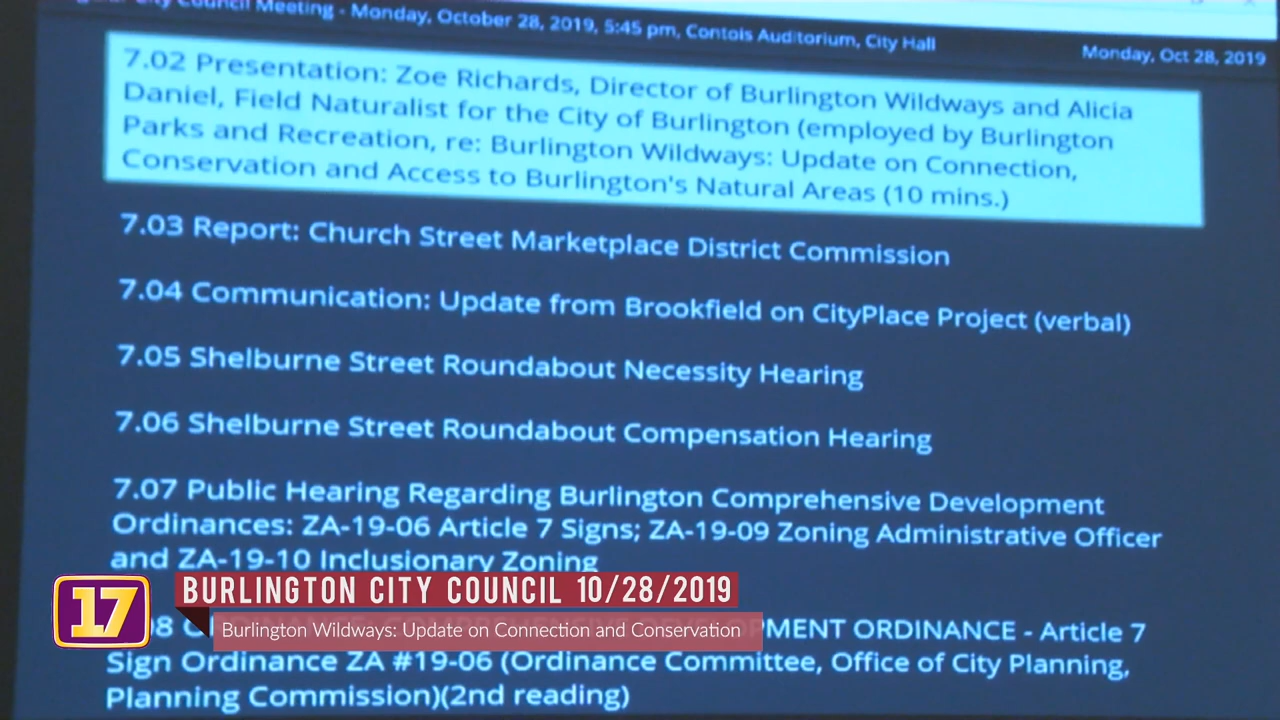 City Council Meeting - Monday, October 28, 2019, 5:45 pm, Contois Auditorium, City Hall
Monday, Oct 28, 2019
7.02 Presentation: Zoe Richards, Director of Burlington Wildways and Alicia
Daniel, Field Naturalist for the City of Burlington (employed by Burlington
Parks and Recreation, re: Burlington Wildways: Update on Connection,
Conservation and Access to Burlington's Natural Areas (10 mins.)
7.03 Report: Church Street Marketplace District Commission
7.04 Communication: Update from Brookfield on CityPlace Project (verbal)
7.05 Shelburne Street Roundabout Necessity Hearing
7.06 Shelburne Street Roundabout Compensation Hearing
7.07 Public Hearing Regarding Burlington Comprehensive Development
Ordinances: ZA-19-06 Article 7 Signs; ZA-19-09 Zoning Administrative Officer
and ZA-19-10 Inclusionary Zoning
17
BURLINGTON CITY COUNCIL 10/28/2019
Burlington Wildways: Update on Connection and Conservation
ORDINANCE - Article 7
Sign Ordinance ZA #19-06 (Ordinance Committee, Office of City Planning,
Planning Commission)(2nd reading)